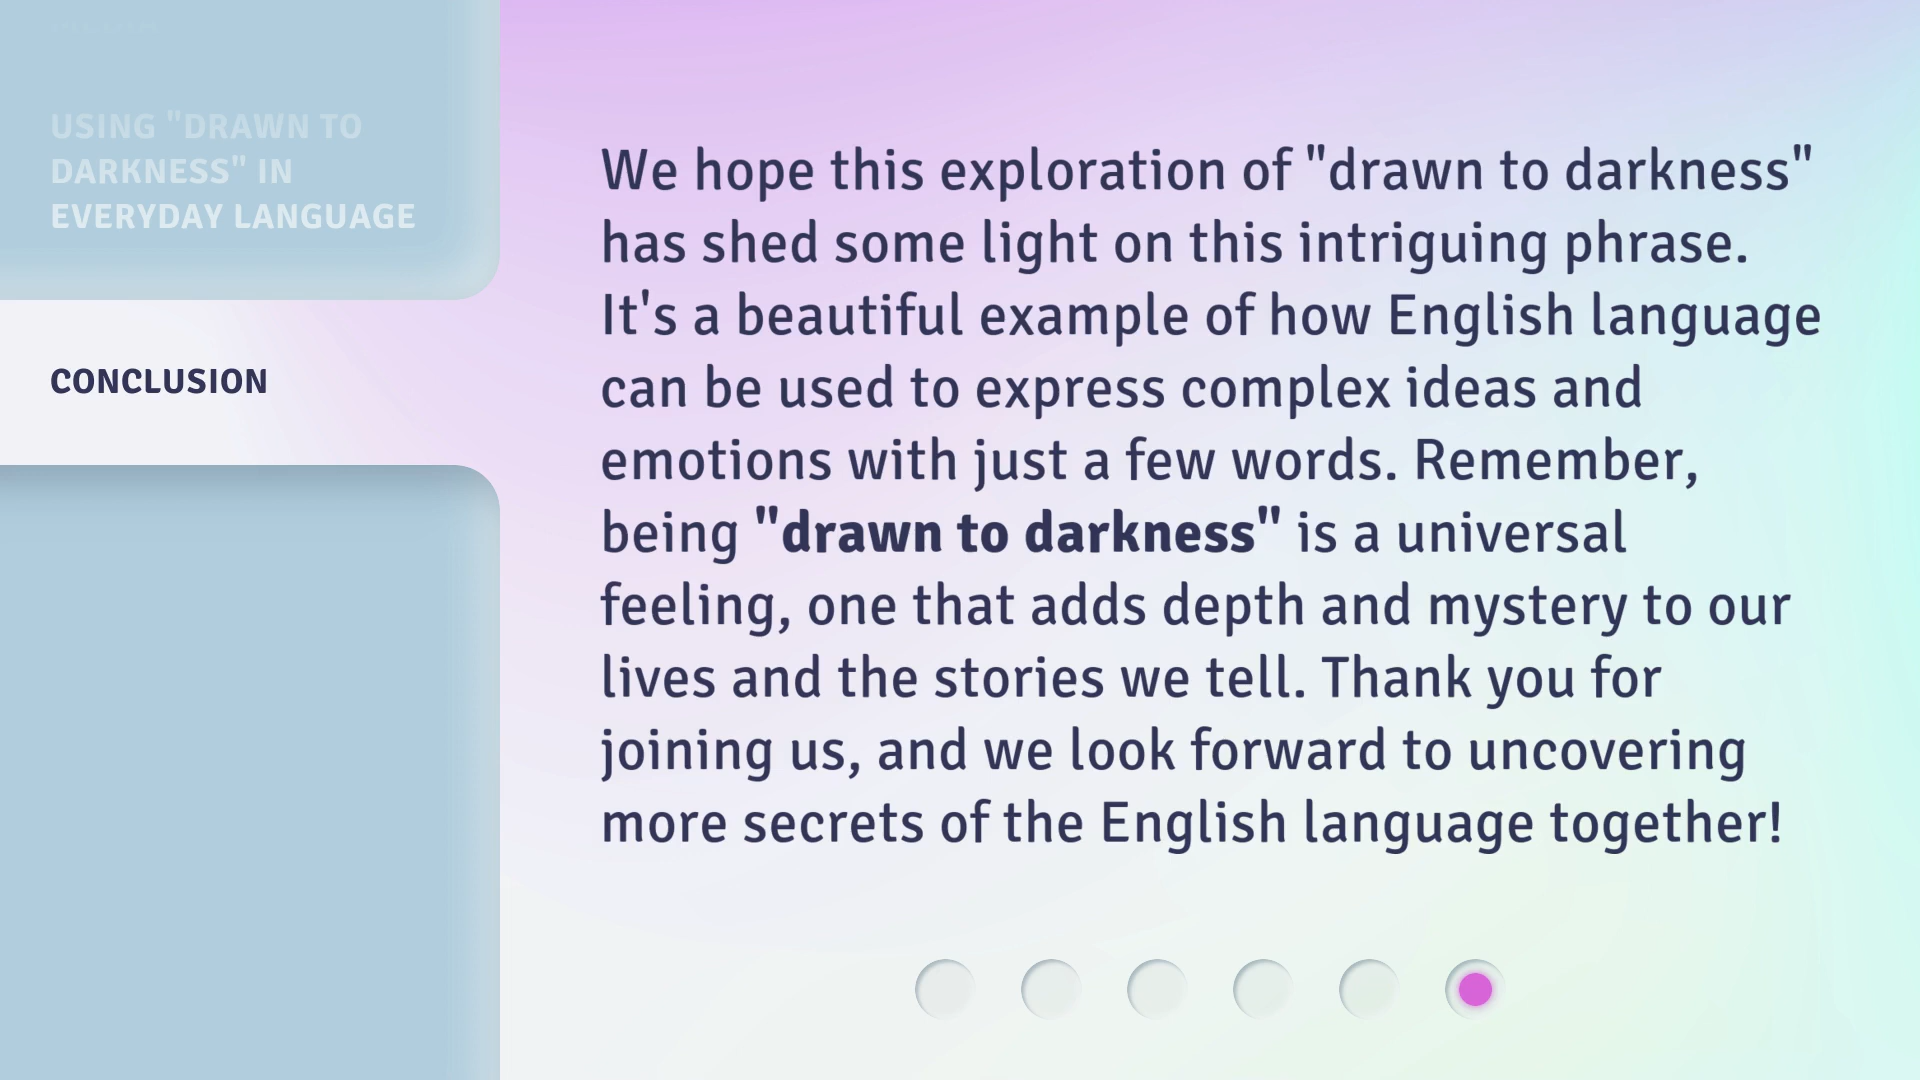 USING "DRAWN TO
DARKNESS" IN
EVERYDAY LANGUAGE
CONCLUSION
We hope this exploration of "drawn to darkness"
has shed some light on this intriguing phrase.
It's a beautiful example of how English language
can be used to express complex ideas and
emotions with just a few words. Remember,
being "drawn to darkness" is a universal
feeling, one that adds depth and mystery to our
lives and the stories we tell. Thank you for
joining us, and we look forward to uncovering
more secrets of the English language together!